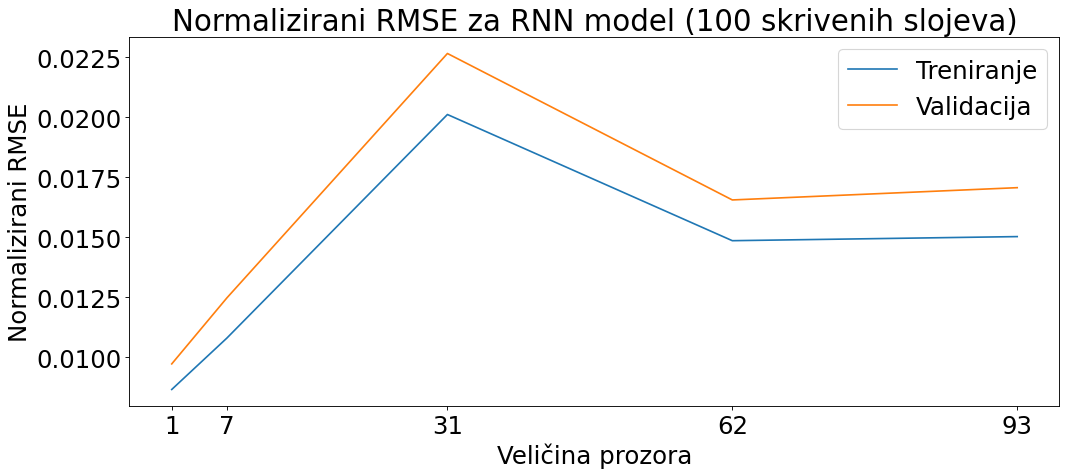 Normalizirani RMSE za RNN model (100 skrivenih slojeva)
Treniranje
Validacija
Normalizirani RMSE
0.0225
0.0200
0.0175
0.0150
0.0125
0.0100
1 7 31 62 93
Veličina prozora